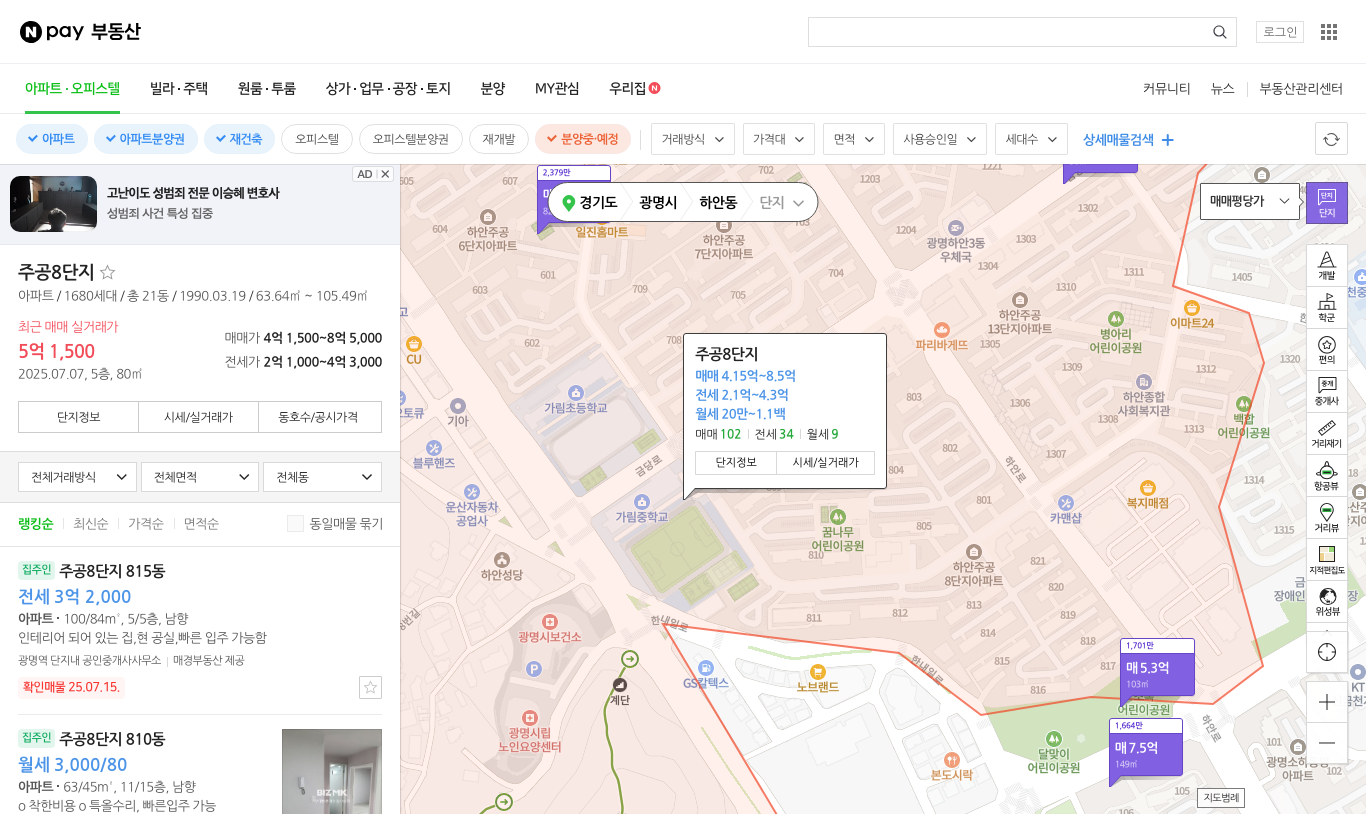 N pay 부동산
로그인
아파트 · 오피스텔 빌라 · 주택 원룸 · 투룸 상가 · 업무 · 공장 · 토지 분양 MY관심 우리집 N
커뮤니티 뉴스 부동산관리센터
아파트 아파트분양권 재건축 오피스텔 오피스텔분양권 재개발 분양중·예정
거래방식 가격대 면적 사용승인일 세대수 상세매물검색
AD
고난이도 성범죄 전문 이승혜 변호사
성범죄 사건 특성 집중
주공8단지
아파트 / 1680세대 / 총 21동 / 1990.03.19 / 63.64㎡ ~ 105.49㎡
최근 매매 실거래가
5억 1,500
2025.07.07, 5층, 80㎡
매매가 4억 1,500~8억 5,000
전세가 2억 1,000~4억 3,000
단지정보 시세/실거래가 동호수/공시가격
전체거래방식 전체면적 전체동
랭킹순 최신순 가격순 면적순 동일매물 묶기
집주인 주공8단지 815동
전세 3억 2,000
아파트 · 100/84㎡, 5/5층, 남향
인테리어 되어 있는 집,현 공실,빠른 입주 가능함
광명역 단지내 공인중개사사무소 매경부동산 제공
확인매물 25.07.15.
집주인 주공8단지 810동
월세 3,000/80
아파트 · 63/45㎡, 11/15층, 남향
o 착한비용 o 특올수리, 빠른입주 가능
BIZMK
경기도 광명시 하안동 단지
매매평당가
단지
단지
개발
학군
편의
중개
중개사
거리재기
항공뷰
거리뷰
지적편집도
위성뷰
지도범례
2,379만
605
606
1221
1201
604
하안주공
6단지아파트
일진홈마트
하안주공
7단지아파트
광명하안3동
우체국
1303
1302
1304
1311
1405
601
603
704
709
705
602
708
하안주공
13단지아파트
병아리
어린이공원
이마트24
CU
파리바게뜨
1309
1320
1312
803
1307
1306
1308
하안종합
사회복지관
1313
백합
어린이공원
기아
가림초등학교
오토큐
블루핸즈
금당로
하안로
804
802
주공8단지
매매 4.15억~8.5억
전세 2.1억~4.3억
월세 20만~1.1백
매매 102 전세 34 월세 9
단지정보 시세/실거래가
운산자동차
공업사
가림중학교
꿈나무
어린이공원
801
805
카맨샵
복지매점
1314
1315
하안성당
하안주공
8단지아파트
821
820
819
818
810
811
812
813
814
815
816
817
광명시보건소
한내일로
한내일로
GS칼텍스
노브랜드
계단
P
광명시립
노인요양센터
1,701만
매 5.3억
103㎡
어린이공원
1,664만
매 7.5억
149㎡
달맞이
어린이공원
본도시락
하안로
101
102
105
광명소하
아파트
장애인